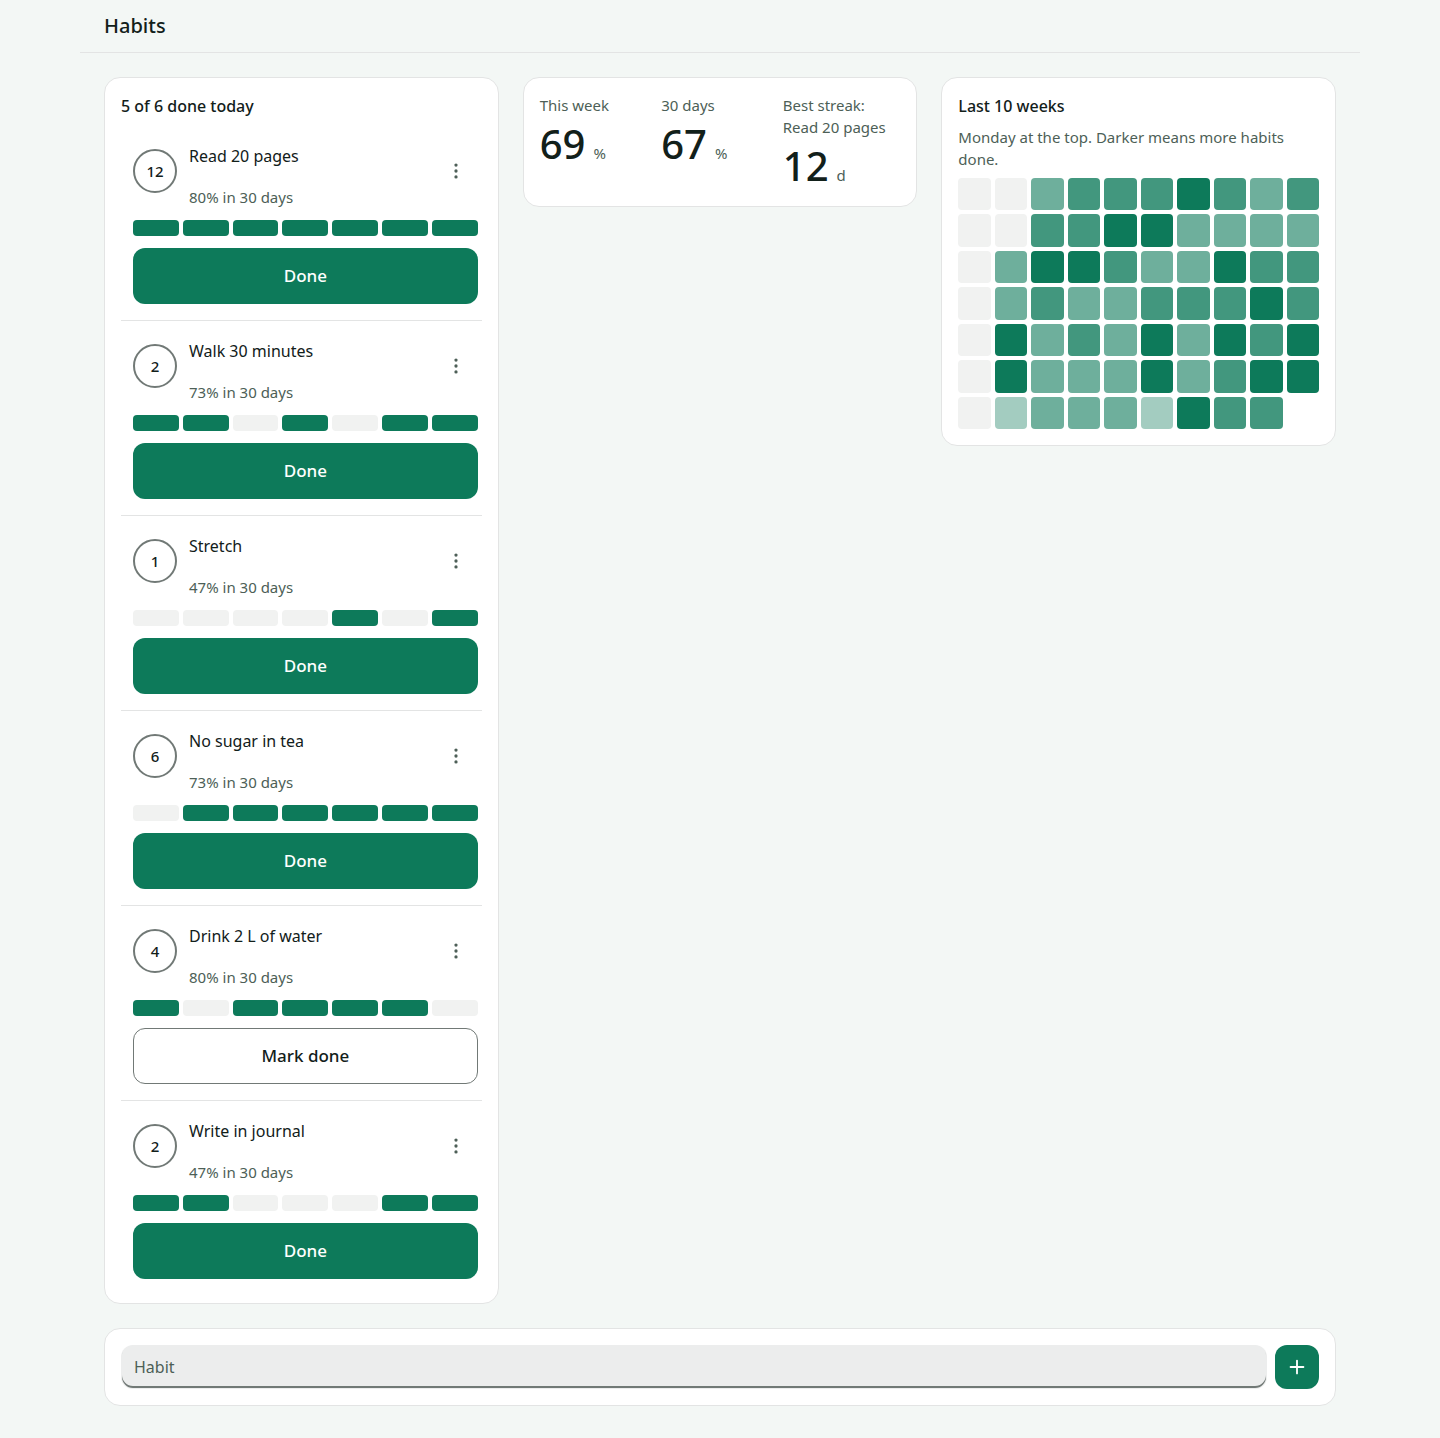 Habits
5 of 6 done today
12
Read 20 pages
80% in 30 days
Done
2
Walk 30 minutes
73% in 30 days
Done
1
Stretch
47% in 30 days
Done
6
No sugar in tea
73% in 30 days
Done
4
Drink 2 L of water
80% in 30 days
Mark done
2
Write in journal
47% in 30 days
Done
This week
69 %
30 days
67 %
Best streak:
Read 20 pages
12 d
Last 10 weeks
Monday at the top. Darker means more habits
done.
Habit